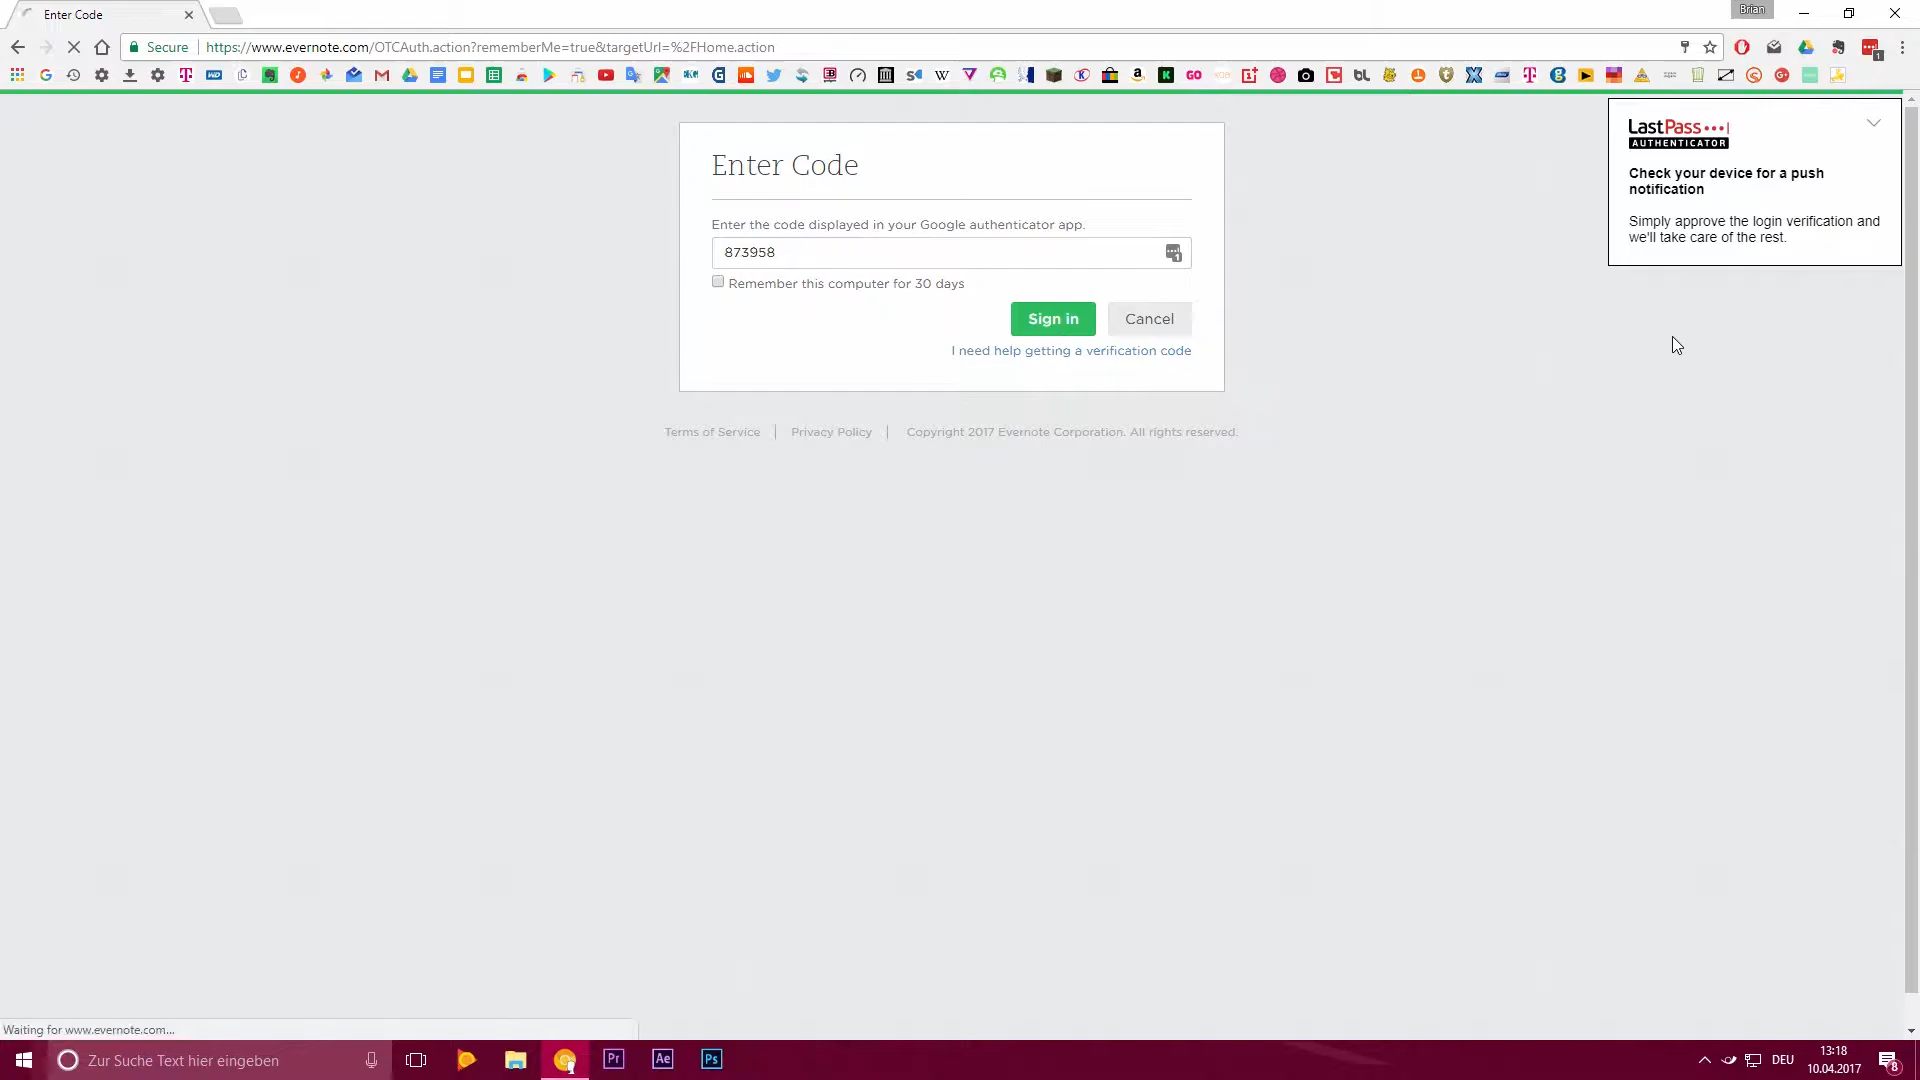 Enter Code
Brian
Secure
https://www.evernote.com/OTCAuth.action?rememberMe=true&targetUrl=%2FHome.action
1
LastPass
AUTHENTICATOR
Check your device for a push
notification
Simply approve the login verification and
we'll take care of the rest.
Enter Code
Enter the code displayed in your Google authenticator app.
873958
1
Remember this computer for 30 days
Sign in
Cancel
I need help getting a verification code
Terms of Service
Privacy Policy
Copyright 2017 Evernote Corporation. All rights reserved.
Waiting for www.evernote.com...
Zur Suche Text hier eingeben
Pr
Ae
Ps
DEU
13:18
10.04.2017
8